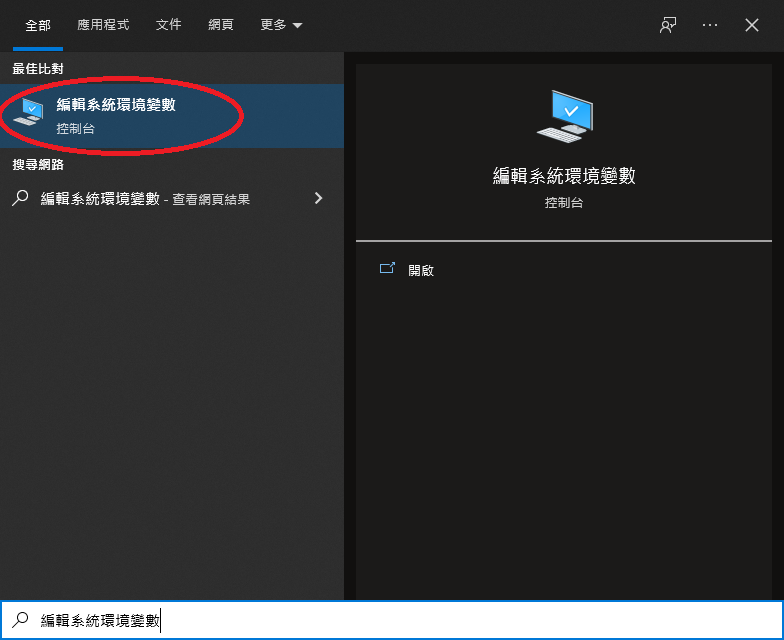 全部 應用程式 文件 網頁 更多
最佳比對
編輯系統環境變數
控制台
搜尋網路
編輯系統環境變數 - 查看網頁結果
編輯系統環境變數
控制台
開啟
編輯系統環境變數